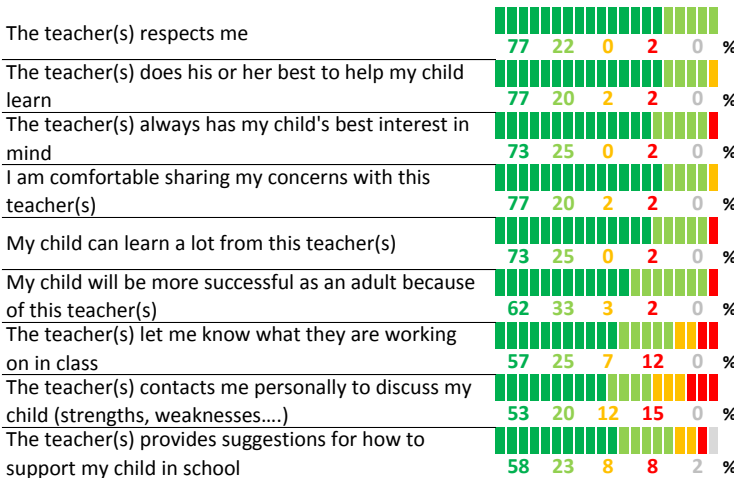 The teacher(s) respects me
77 22 0 2 0 %
The teacher(s) does his or her best to help my child
learn
77 20 2 2 0 %
The teacher(s) always has my child's best interest in
mind
73 25 0 2 0 %
I am comfortable sharing my concerns with this
teacher(s)
77 20 2 2 0 %
My child can learn a lot from this teacher(s)
73 25 0 2 0 %
My child will be more successful as an adult because
of this teacher(s)
62 33 3 2 0 %
The teacher(s) let me know what they are working
on in class
57 25 7 12 0 %
The teacher(s) contacts me personally to discuss my
child (strengths, weaknesses....)
53 20 12 15 0 %
The teacher(s) provides suggestions for how to
support my child in school
58 23 8 8 2 %